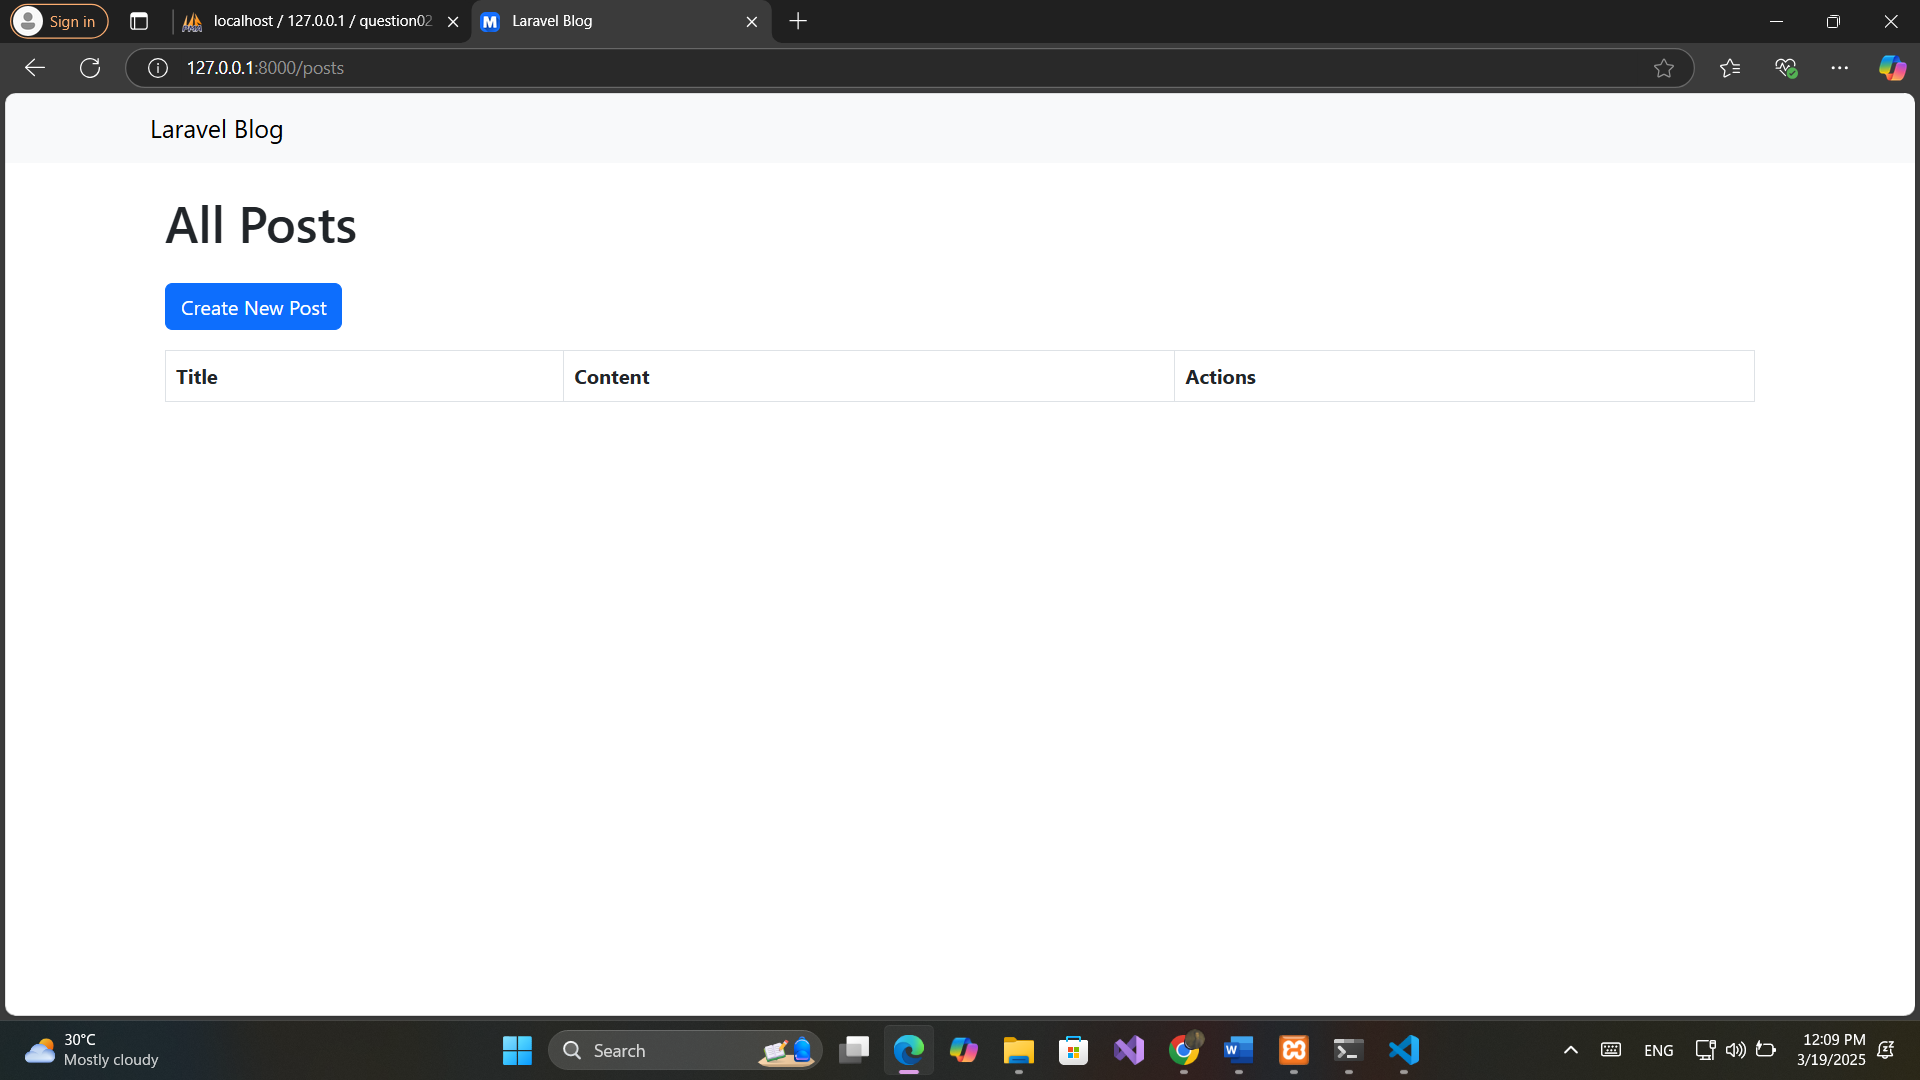 Sign in
localhost / 127.0.0.1 / question02
M Laravel Blog
127.0.0.1:8000/posts
Laravel Blog
All Posts
Create New Post
Title Content Actions
30°C
Mostly cloudy
Search
ENG
12:09 PM
3/19/2025